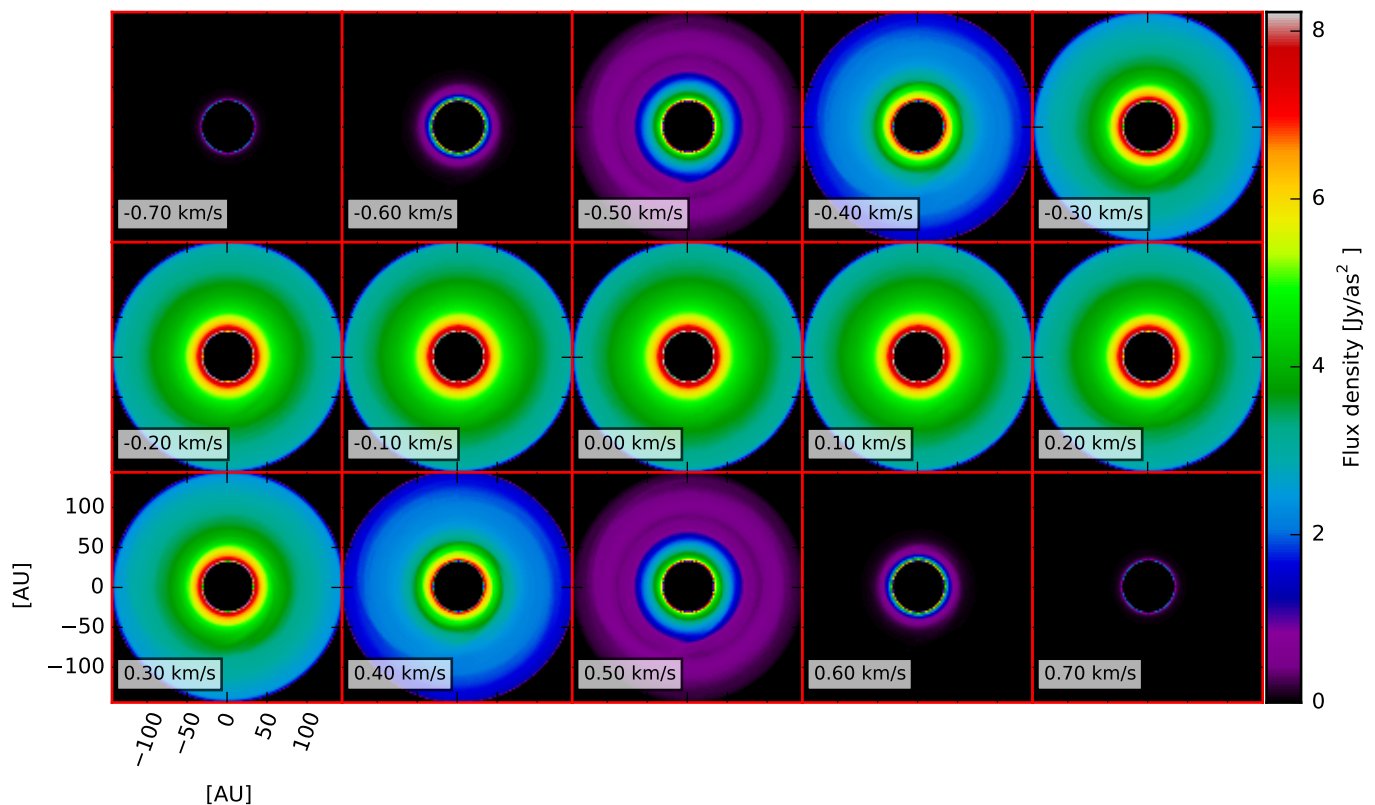 -0.70 km/s
-0.60 km/s
-0.50 km/s
-0.40 km/s
-0.30 km/s
-0.20 km/s
-0.10 km/s
0.00 km/s
0.10 km/s
0.20 km/s
0.30 km/s
0.40 km/s
0.50 km/s
0.60 km/s
0.70 km/s
100
50
0
−50
−100
[AU]
−100
−50
0
50
100
[AU]
8
6
4
2
0
Flux density [Jy/as² ]